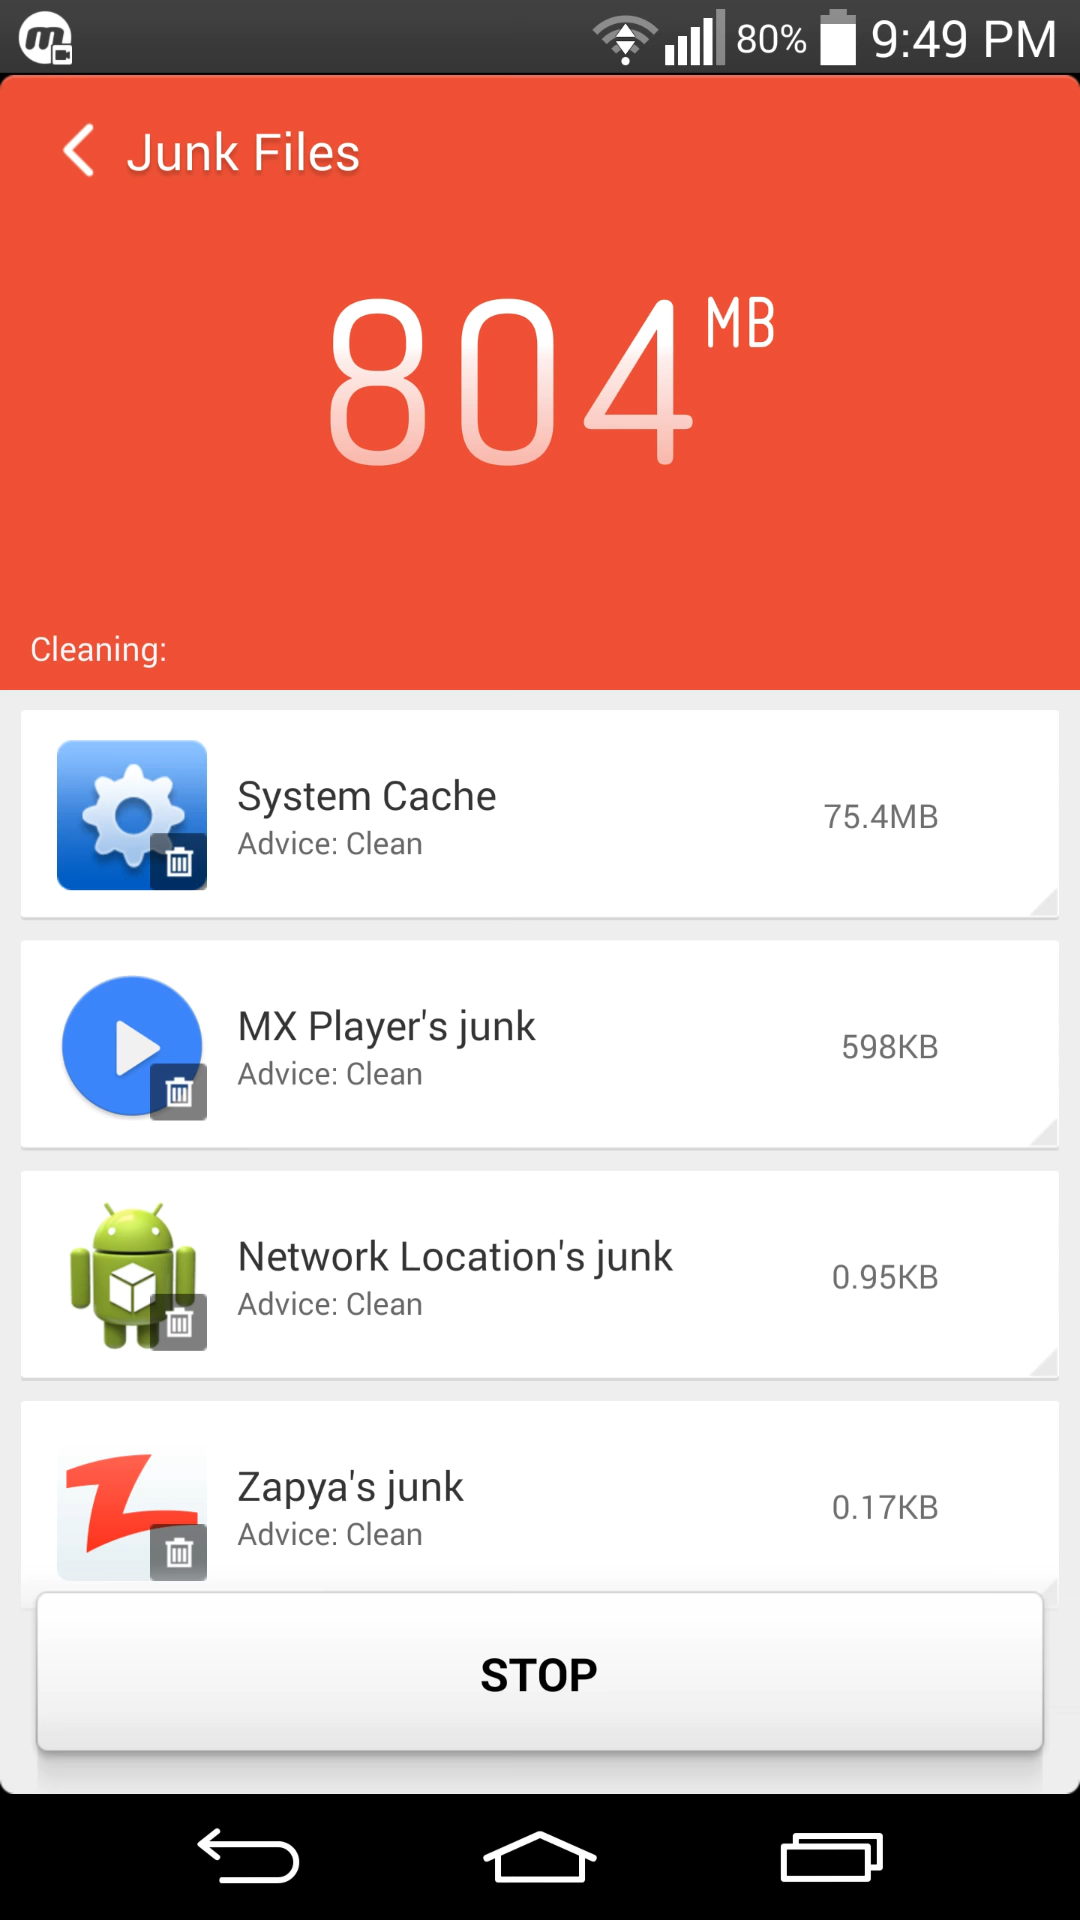 80% 9:49 PM
Junk Files
804 MB
Cleaning:
System Cache
Advice: Clean
75.4MB
MX Player's junk
Advice: Clean
598KB
Network Location's junk
Advice: Clean
0.95KB
Zapya's junk
Advice: Clean
0.17KB
STOP